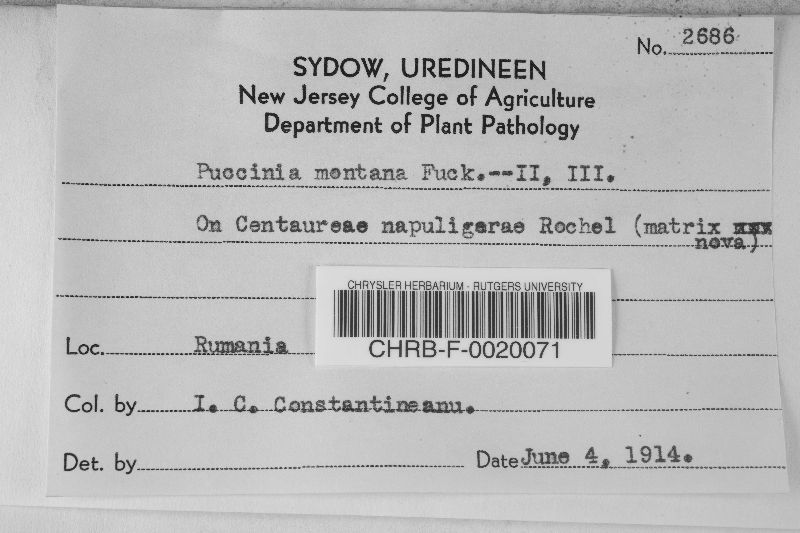 No. 2686
SYDOW, UREDINEEN
New Jersey College of Agriculture
Department of Plant Pathology
Puccinia montana Fuck.--II, III.
On Centaureae napuligerae Rochel (matrix xxx
nova)
CHRYSLER HERBARIUM - RUTGERS UNIVERSITY
CHRB-F-0020071
Loc. Rumania
Col. by I. C. Constantineanu.
Det. by
Date June 4, 1914.